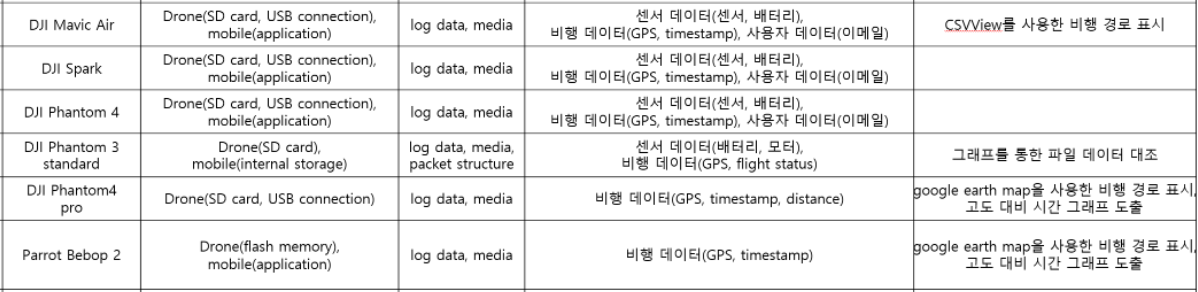 DJI Mavic Air
Drone(SD card, USB connection),
mobile(application)
log data, media
센서 데이터(센서, 배터리),
비행 데이터(GPS, timestamp), 사용자 데이터(이메일)
CSVView를 사용한 비행 경로 표시
DJI Spark
Drone(SD card, USB connection),
mobile(application)
log data, media
센서 데이터(센서, 배터리),
비행 데이터(GPS, timestamp), 사용자 데이터(이메일)
DJI Phantom 4
Drone(SD card, USB connection),
mobile(application)
log data, media
센서 데이터(센서, 배터리),
비행 데이터(GPS, timestamp), 사용자 데이터(이메일)
DJI Phantom 3
standard
Drone(SD card),
mobile(internal storage)
log data, media,
packet structure
센서 데이터(배터리, 모터),
비행 데이터(GPS, flight status)
그래프를 통한 파일 데이터 대조
DJI Phantom4
pro
Drone(SD card, USB connection)
log data, media
비행 데이터(GPS, timestamp, distance)
google earth map을 사용한 비행 경로 표시,
고도 대비 시간 그래프 도출
Parrot Bebop 2
Drone(flash memory),
mobile(application)
log data, media
비행 데이터(GPS, timestamp)
google earth map을 사용한 비행 경로 표시,
고도 대비 시간 그래프 도출